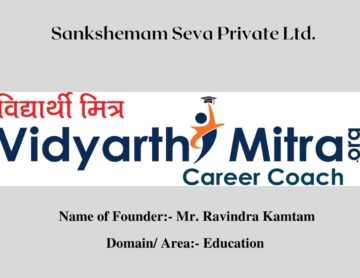 Sankshemam Seva Private Ltd.
विद्यार्थी मित्र
Vidyarthi Mitra.org
Career Coach
Name of Founder:- Mr. Ravindra Kamtam
Domain/ Area:- Education